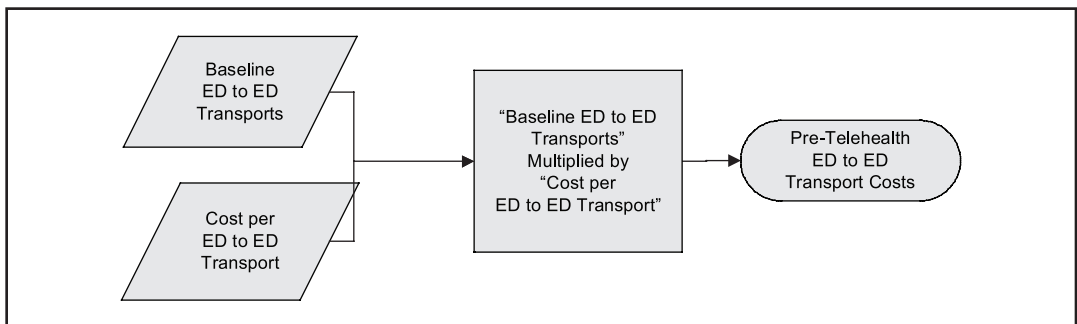 Baseline
ED to ED
Transports
Cost per
ED to ED
Transport
“Baseline ED to ED
Transports”
Multiplied by
“Cost per
ED to ED Transport”
Pre-Telehealth
ED to ED
Transport Costs